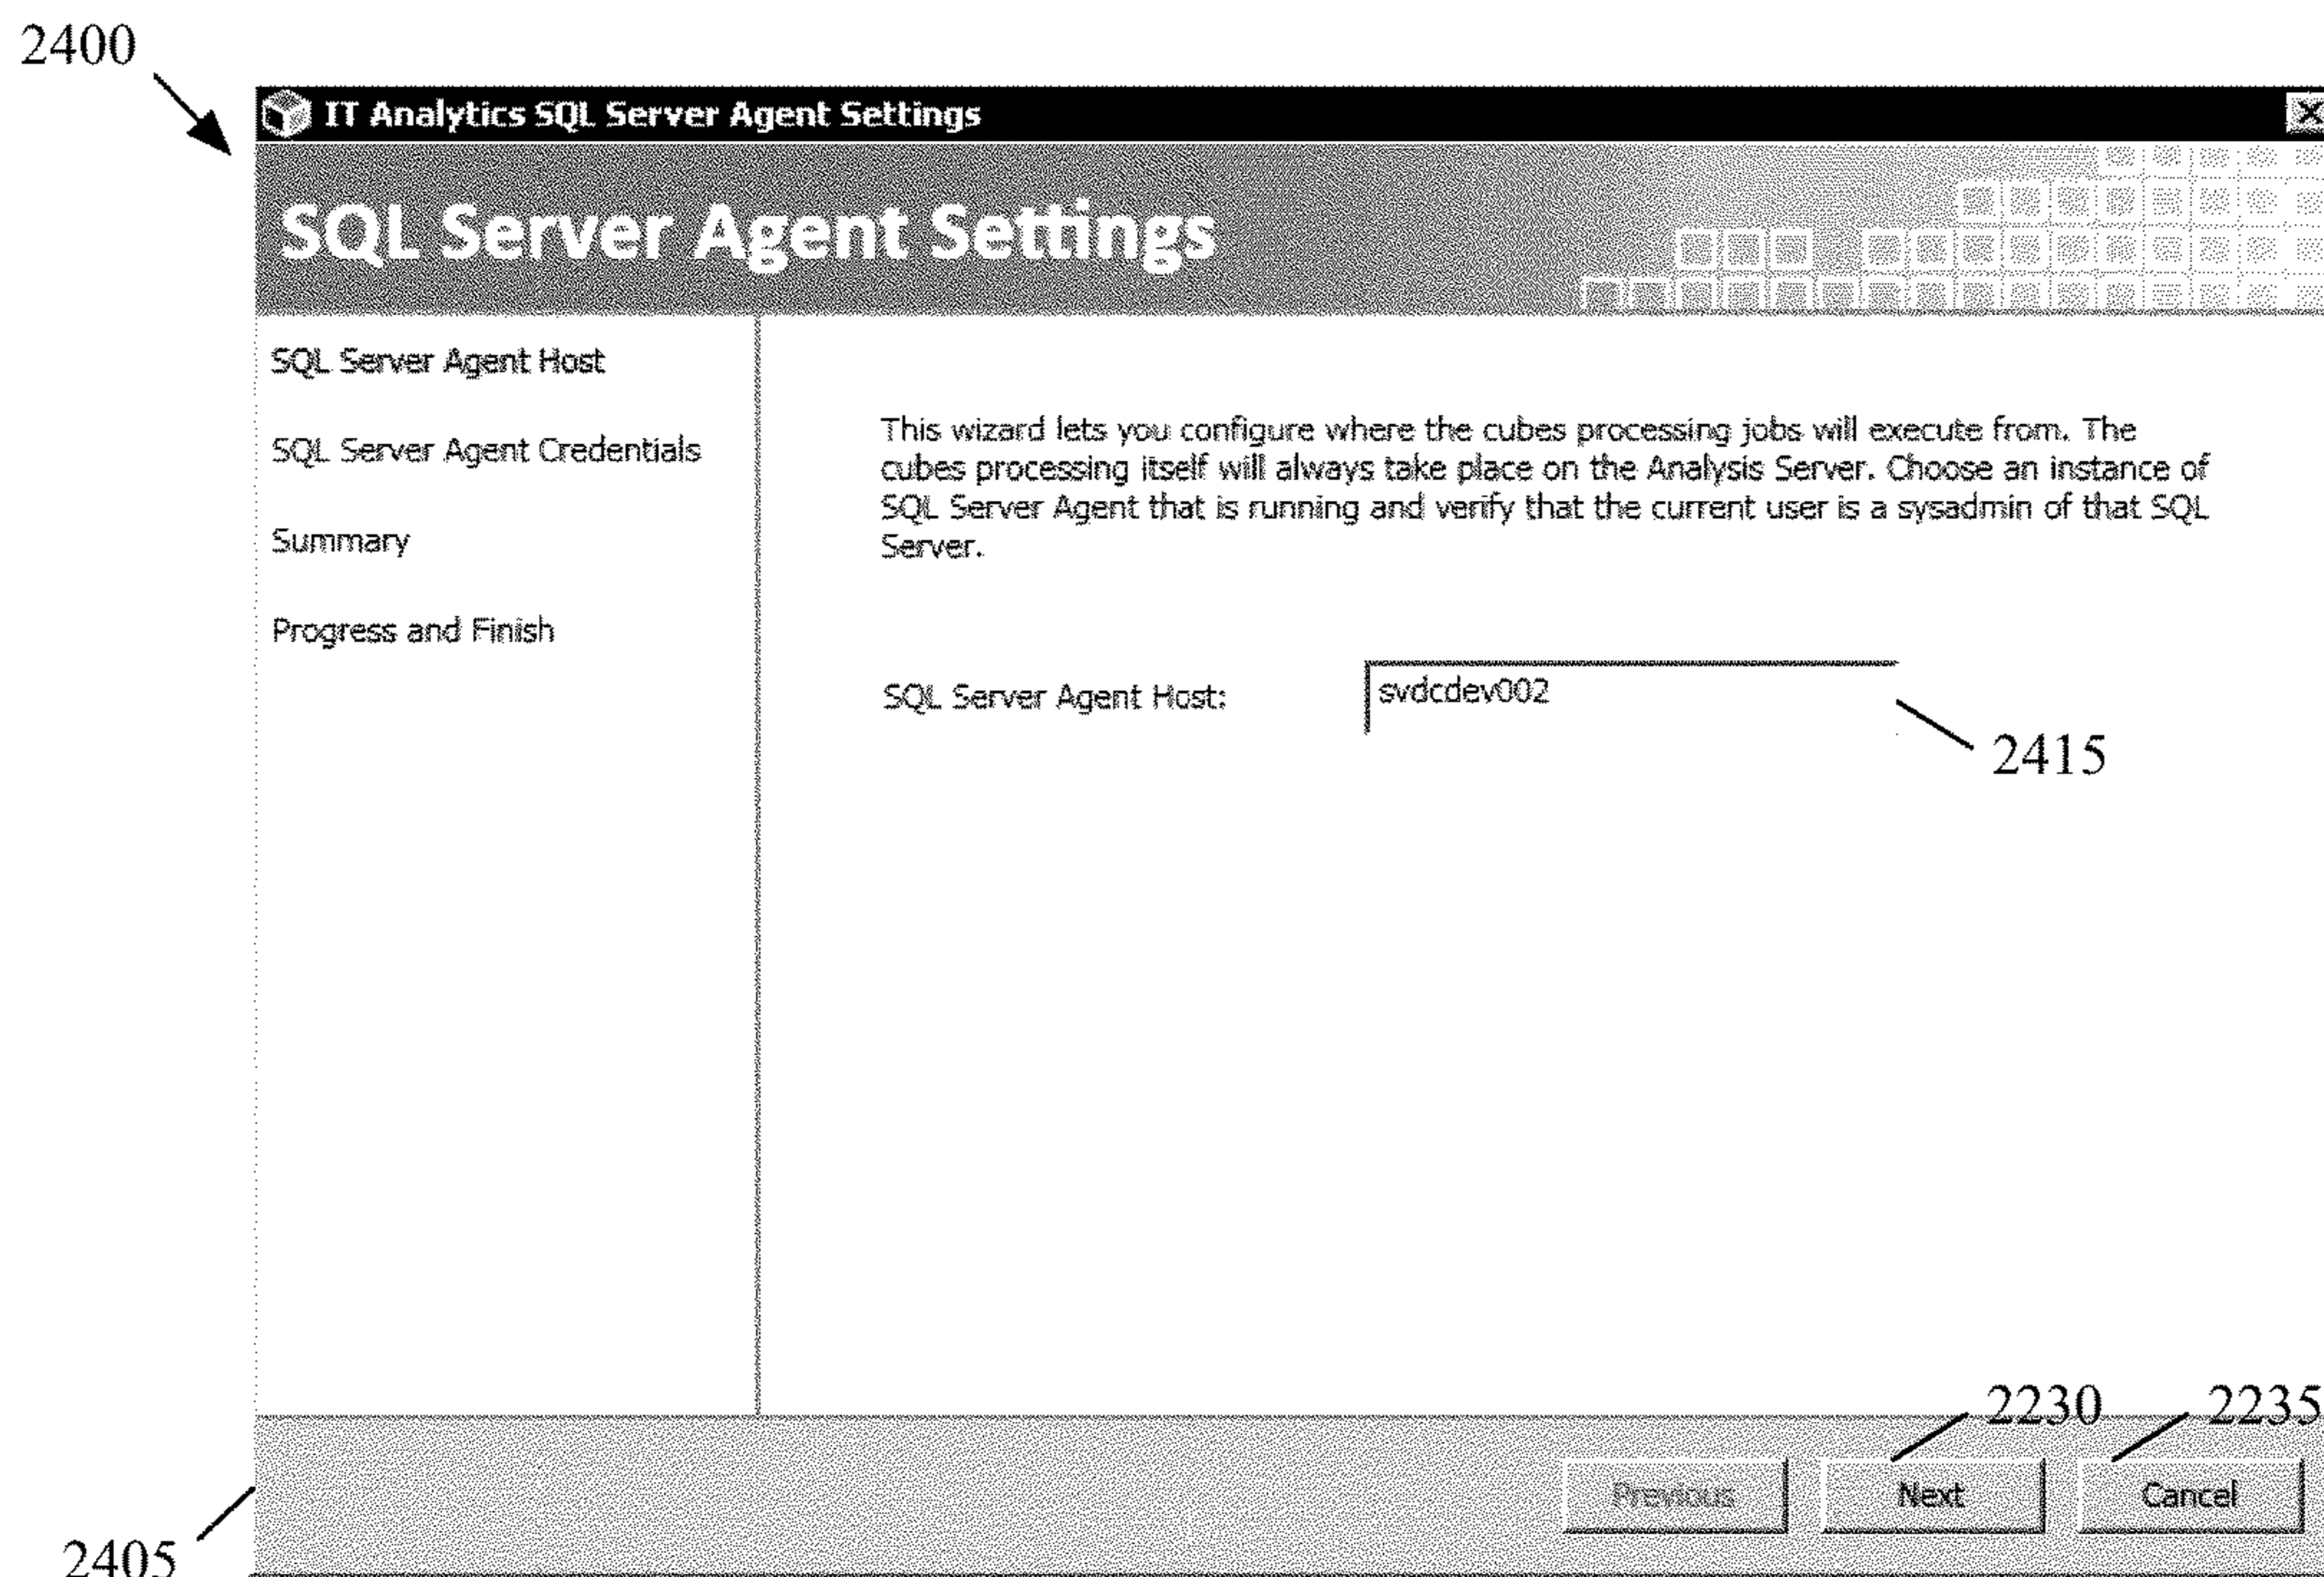 2400
IT Analytics SQL Server Agent Settings
SQL Server Agent Settings
SQL Server Agent Host
SQL Server Agent Credentials
Summary
Progress and Finish
This wizard lets you configure where the cubes processing jobs will execute from. The
cubes processing itself will always take place on the Analysis Server. Choose an instance of
SQL Server Agent that is running and verify that the current user is a sysadmin of that SQL
Server.
SQL Server Agent Host:
svdcdev002
2415
2230
2235
Previous
Next
Cancel
2405